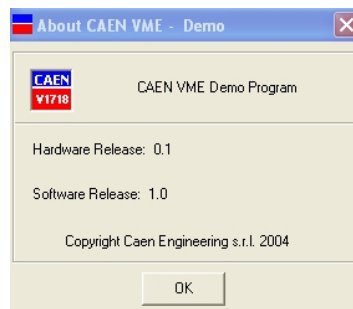 About CAEN VME - Demo
CAEN
V1718
CAEN VME Demo Program
Hardware Release: 0.1
Software Release: 1.0
Copyright Caen Engineering s.r.l. 2004
OK